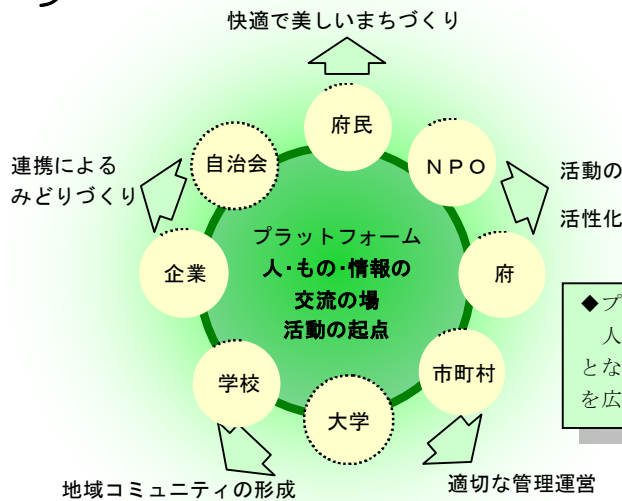 快適で美しいまちづくり
府民
自治会
NPO
連携による
みどりづくり
活動の
活性化
プラットフォーム
人・もの・情報の
交流の場
活動の起点
企業
府
◆プ
人
とな
を広
学校
市町村
大学
地域コミュニティの形成
適切な管理運営